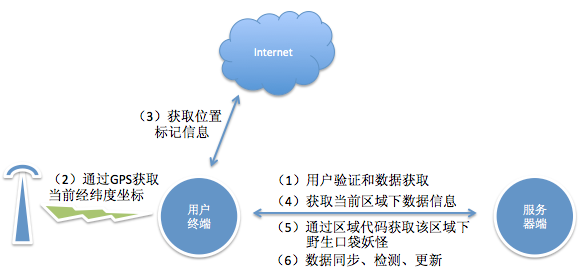 Internet
（3）获取位置
标记信息
（2）通过GPS获取
当前经纬度坐标
用户
终端
（1）用户验证和数据获取
（4）获取当前区域下数据信息
（5）通过区域代码获取该区域下
野生口袋妖怪
（6）数据同步、检测、更新
服务
器端